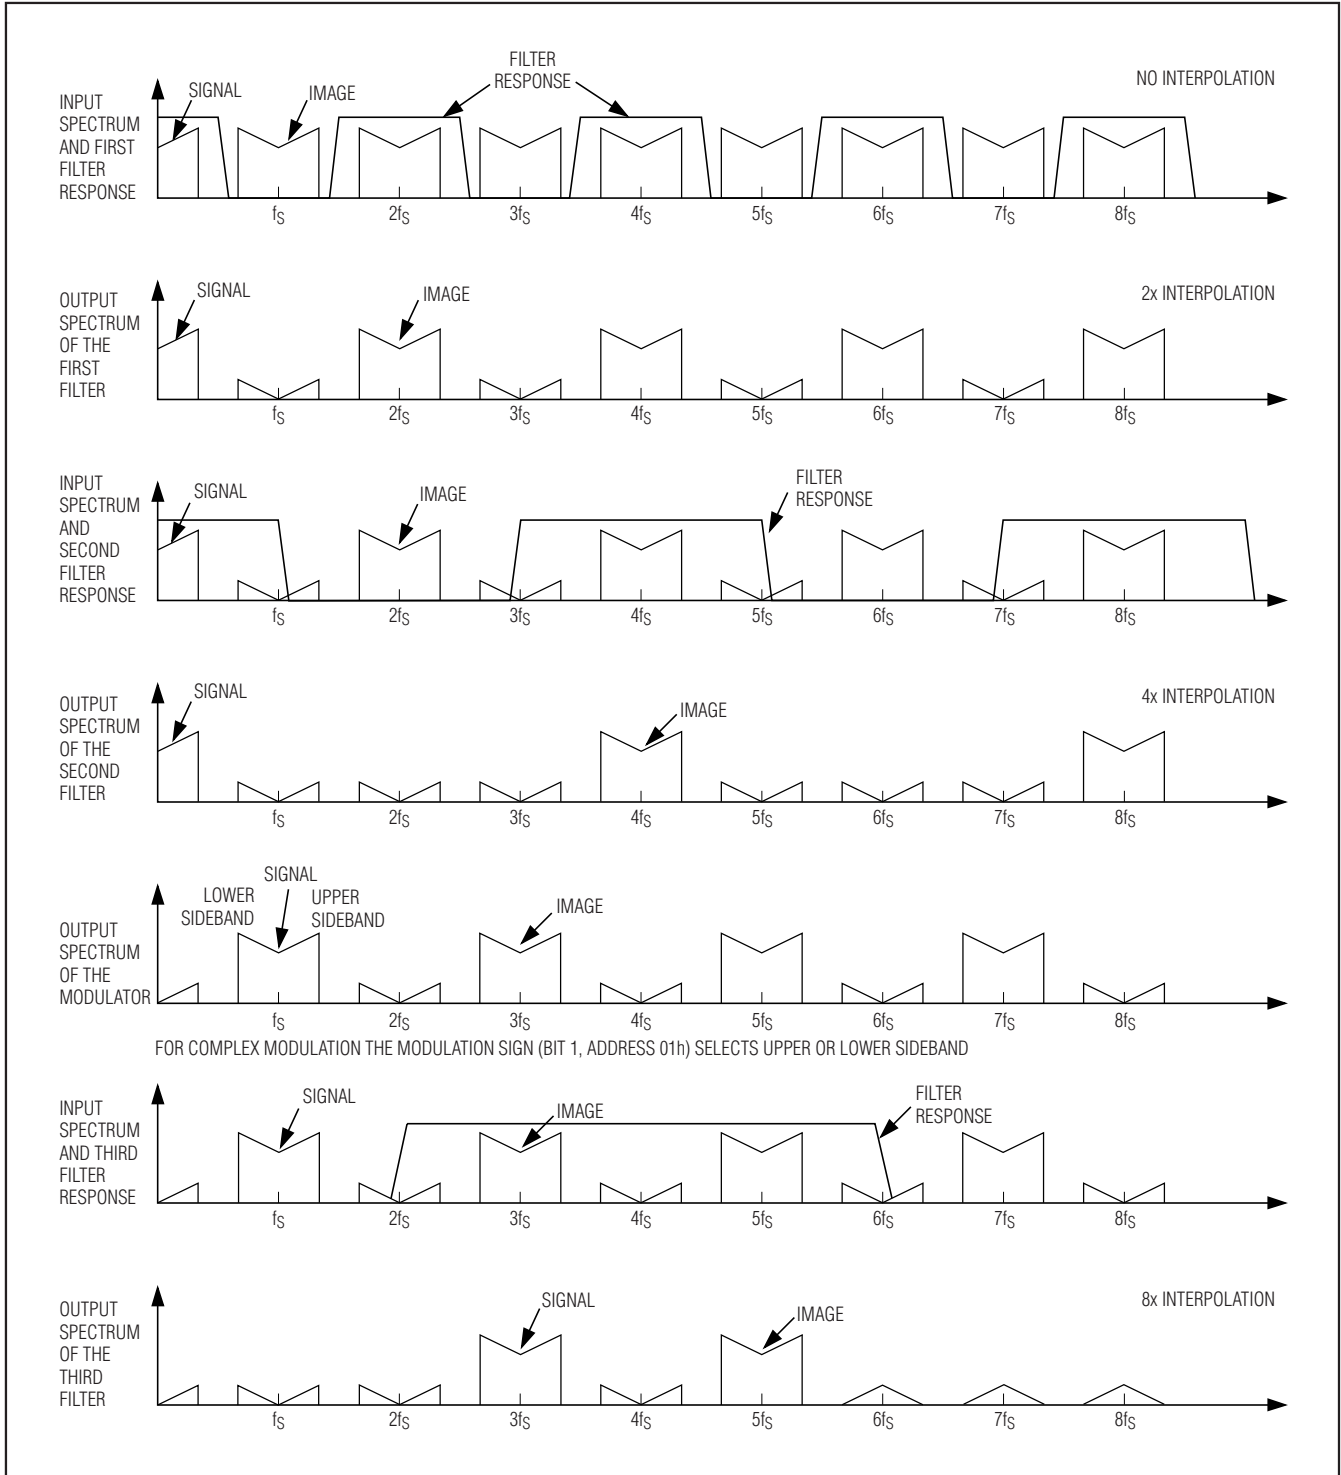 INPUT
SPECTRUM
AND FIRST
FILTER
RESPONSE
SIGNAL
IMAGE
FILTER
RESPONSE
NO INTERPOLATION
fS
2fS
3fS
4fS
5fS
6fS
7fS
8fS
OUTPUT
SPECTRUM
OF THE
FIRST
FILTER
SIGNAL
IMAGE
2x INTERPOLATION
fS
2fS
3fS
4fS
5fS
6fS
7fS
8fS
INPUT
SPECTRUM
AND
SECOND
FILTER
RESPONSE
SIGNAL
IMAGE
FILTER
RESPONSE
fS
2fS
3fS
4fS
5fS
6fS
7fS
8fS
OUTPUT
SPECTRUM
OF THE
SECOND
FILTER
SIGNAL
IMAGE
4x INTERPOLATION
fS
2fS
3fS
4fS
5fS
6fS
7fS
8fS
OUTPUT
SPECTRUM
OF THE
MODULATOR
LOWER
SIDEBAND
SIGNAL
UPPER
SIDEBAND
IMAGE
fS
2fS
3fS
4fS
5fS
6fS
7fS
8fS
FOR COMPLEX MODULATION THE MODULATION SIGN (BIT 1, ADDRESS 01h) SELECTS UPPER OR LOWER SIDEBAND
INPUT
SPECTRUM
AND THIRD
FILTER
RESPONSE
SIGNAL
IMAGE
FILTER
RESPONSE
fS
2fS
3fS
4fS
5fS
6fS
7fS
8fS
OUTPUT
SPECTRUM
OF THE
THIRD
FILTER
SIGNAL
IMAGE
8x INTERPOLATION
fS
2fS
3fS
4fS
5fS
6fS
7fS
8fS